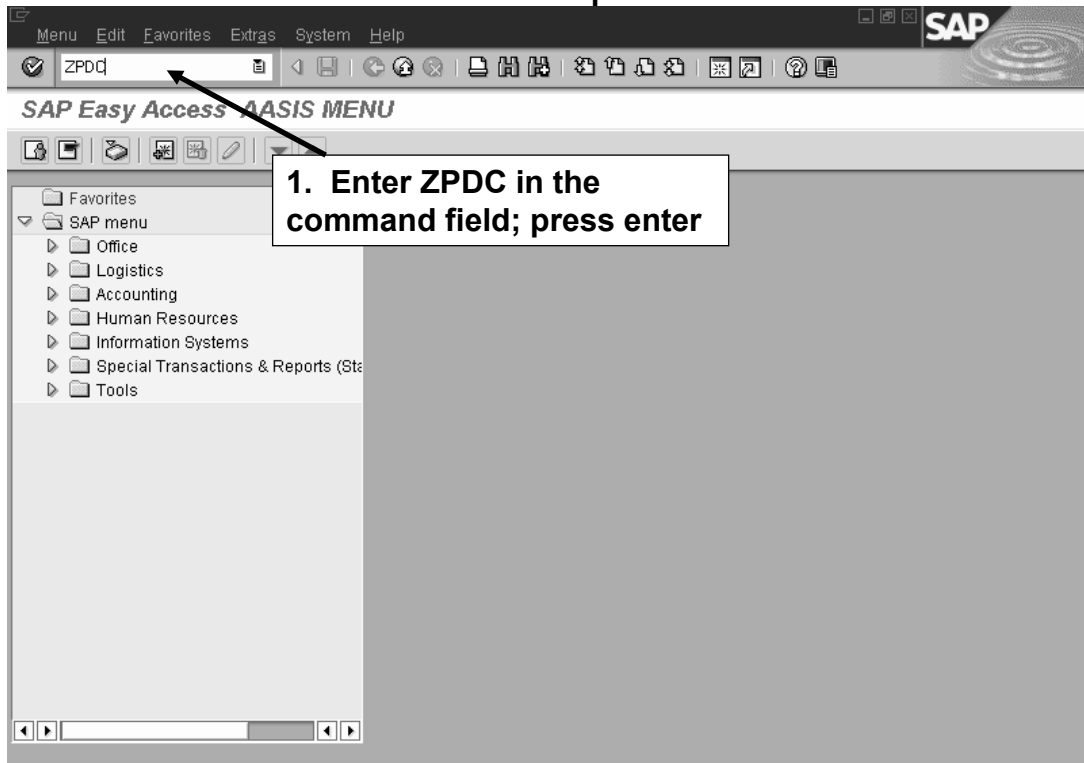 Menu Edit Favorites Extras System Help
SAP
ZPDC
SAP Easy Access AASIS MENU
1. Enter ZPDC in the
command field; press enter
Favorites
SAP menu
Office
Logistics
Accounting
Human Resources
Information Systems
Special Transactions & Reports (Sta
Tools